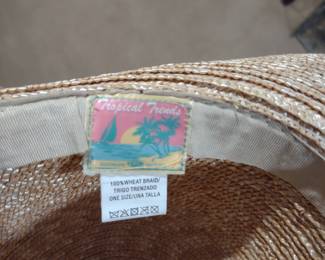 Tropical Trends
100%WHEAT BRAID/
TRIGO TRENZADO
ONE SIZE/UNA TALLA